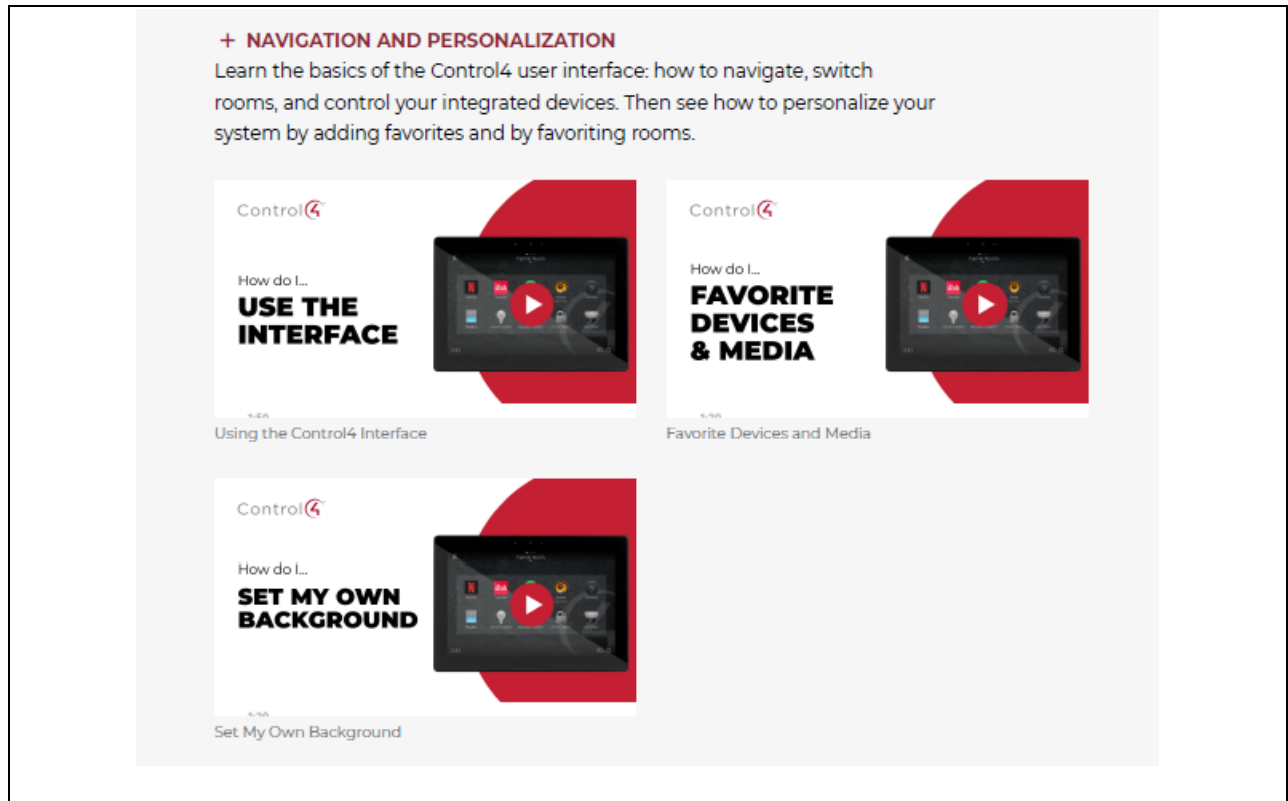 + NAVIGATION AND PERSONALIZATION
Learn the basics of the Control4 user interface: how to navigate, switch
rooms, and control your integrated devices. Then see how to personalize your
system by adding favorites and by favoriting rooms.
Control4
How do I...
USE THE
INTERFACE
Using the Control4 Interface
Control4
How do I...
FAVORITE
DEVICES
& MEDIA
Favorite Devices and Media
Control4
How do I...
SET MY OWN
BACKGROUND
Set My Own Background